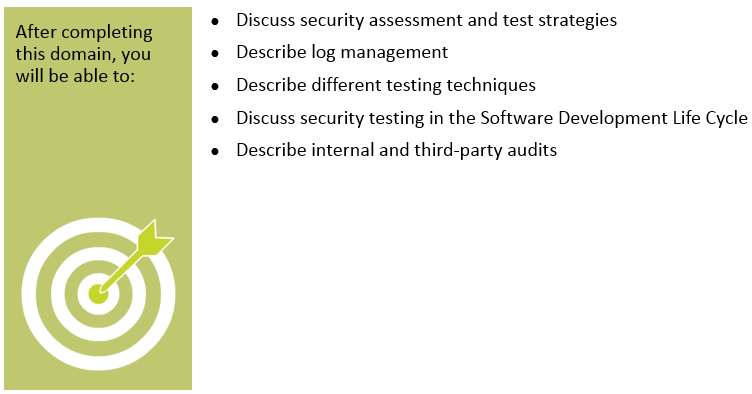 After completing
this domain, you
will be able to:
• Discuss security assessment and test strategies
• Describe log management
• Describe different testing techniques
• Discuss security testing in the Software Development Life Cycle
• Describe internal and third-party audits